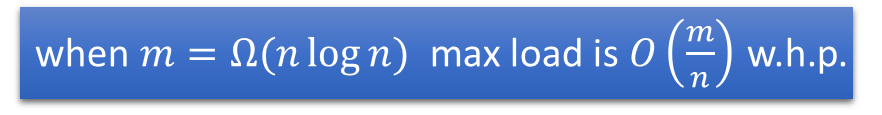 when m = Ω(n log n) max load is O(m/n) w.h.p.